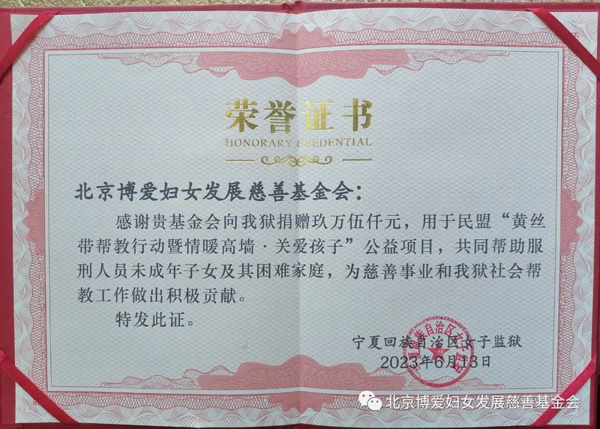 荣誉证书
HONORARY CREDENTIAL
北京博爱妇女发展慈善基金会：
感谢贵基金会向我狱捐赠玖万伍仟元，用于民盟“黄丝
带帮教行动暨情暖高墙·关爱孩子”公益项目，共同帮助服
刑人员未成年子女及其困难家庭，为慈善事业和我狱社会帮
教工作做出积极贡献。
特发此证。
宁夏回族自治区女子监狱
2023年6月13日
北京博爱妇女发展慈善基金会